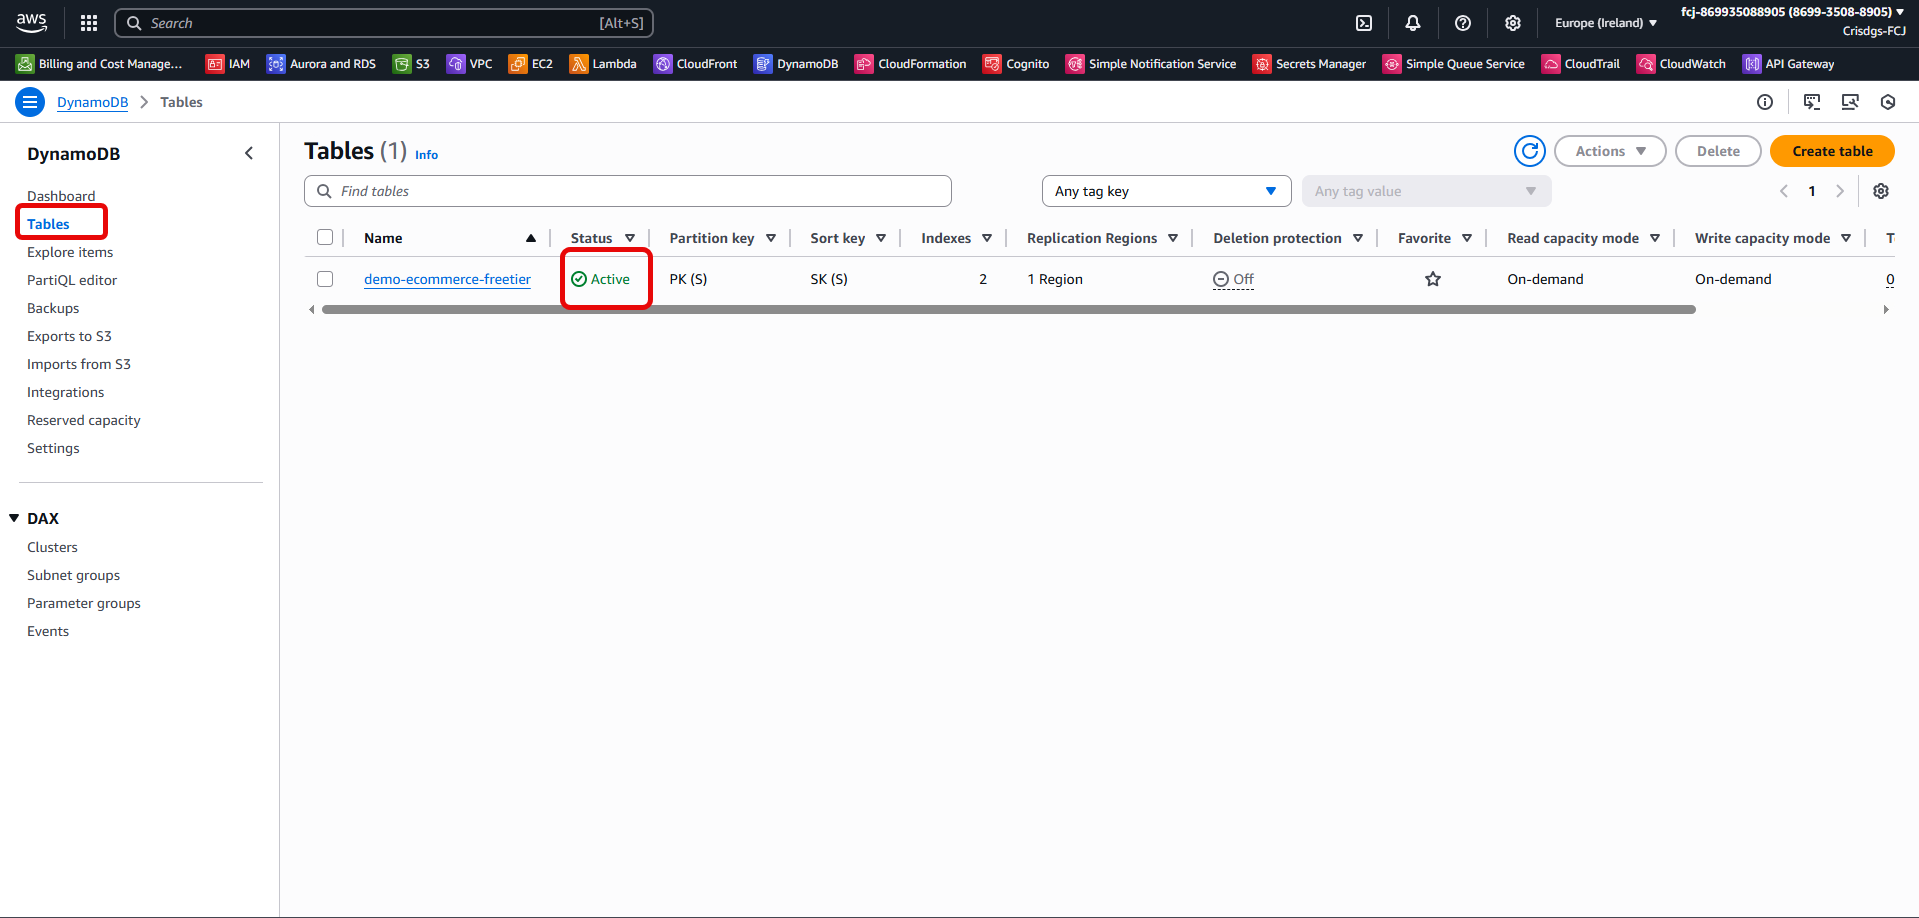 aws
Search [Alt+S]
Europe (Ireland)
fcj-869935088905 (8699-3508-8905)
Crisdgs-FCJ
Billing and Cost Manage... IAM Aurora and RDS S3 VPC EC2 Lambda CloudFront DynamoDB CloudFormation Cognito Simple Notification Service Secrets Manager Simple Queue Service CloudTrail CloudWatch API Gateway
DynamoDB Tables
DynamoDB
Dashboard
Tables
Explore items
PartiQL editor
Backups
Exports to S3
Imports from S3
Integrations
Reserved capacity
Settings
DAX
Clusters
Subnet groups
Parameter groups
Events
Tables (1) Info
Actions Delete Create table
Find tables Any tag key Any tag value 1
Name Status Partition key Sort key Indexes Replication Regions Deletion protection Favorite Read capacity mode Write capacity mode
demo-ecommerce-freetier Active PK (S) SK (S) 2 1 Region Off On-demand On-demand 0